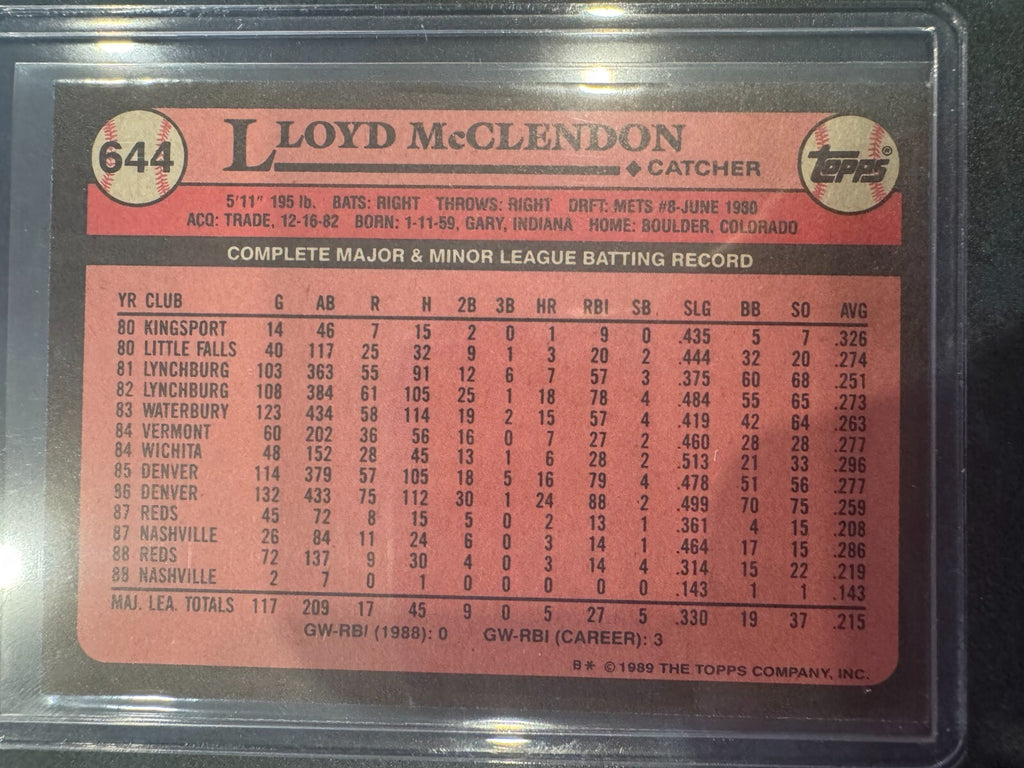 644
LLOYD McCLENDON
◆ CATCHER
TOPPS®
5'11" 195 lb. BATS: RIGHT THROWS: RIGHT DRFT: METS #8-JUNE 1980
ACQ: TRADE, 12-16-82 BORN: 1-11-59, GARY, INDIANA HOME: BOULDER, COLORADO
COMPLETE MAJOR & MINOR LEAGUE BATTING RECORD
YR CLUB G AB R H 2B 3B HR RBI SB SLG BB SO AVG
80 KINGSPORT 14 46 7 15 2 0 1 9 0 .435 5 7 .326
80 LITTLE FALLS 40 117 25 32 9 1 3 20 2 .444 32 20 .274
81 LYNCHBURG 103 363 55 91 12 6 7 57 3 .375 60 68 .251
82 LYNCHBURG 108 384 61 105 25 1 18 78 4 .484 55 65 .273
83 WATERBURY 123 434 58 114 19 2 15 57 4 .419 42 64 .263
84 VERMONT 60 202 36 56 16 0 7 27 2 .460 28 28 .277
84 WICHITA 48 152 28 45 13 1 6 28 2 .513 21 33 .296
85 DENVER 114 379 57 105 18 5 16 79 4 .478 51 56 .277
86 DENVER 132 433 75 112 30 1 24 88 2 .499 70 75 .259
87 REDS 45 72 8 15 5 0 2 13 1 .361 4 15 .208
87 NASHVILLE 26 84 11 24 6 0 3 14 1 .464 17 15 .286
88 REDS 72 137 9 30 4 0 3 14 4 .314 15 22 .219
88 NASHVILLE 2 7 0 1 0 0 0 0 0 .143 1 1 .143
MAJ. LEA. TOTALS 117 209 17 45 9 0 5 27 5 .330 19 37 .215
GW-RBI (1988): 0 GW-RBI (CAREER): 3
B* © 1989 THE TOPPS COMPANY, INC.